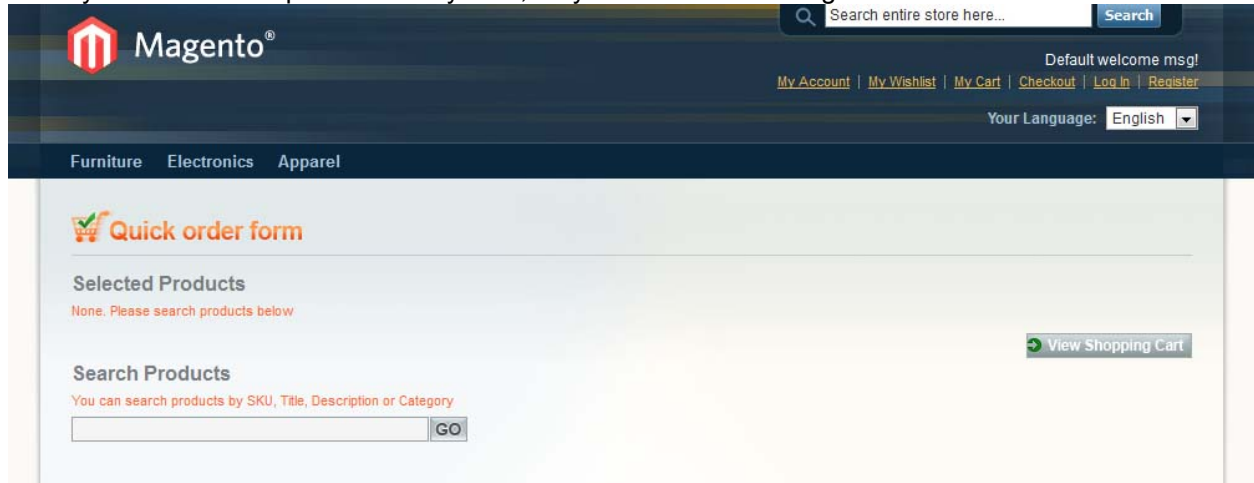 Search entire store here... Search
Magento®
Default welcome msg!
My Account | My Wishlist | My Cart | Checkout | Log In | Register
Your Language: English
Furniture Electronics Apparel
Quick order form
Selected Products
None. Please search products below
View Shopping Cart
Search Products
You can search products by SKU, Title, Description or Category
GO